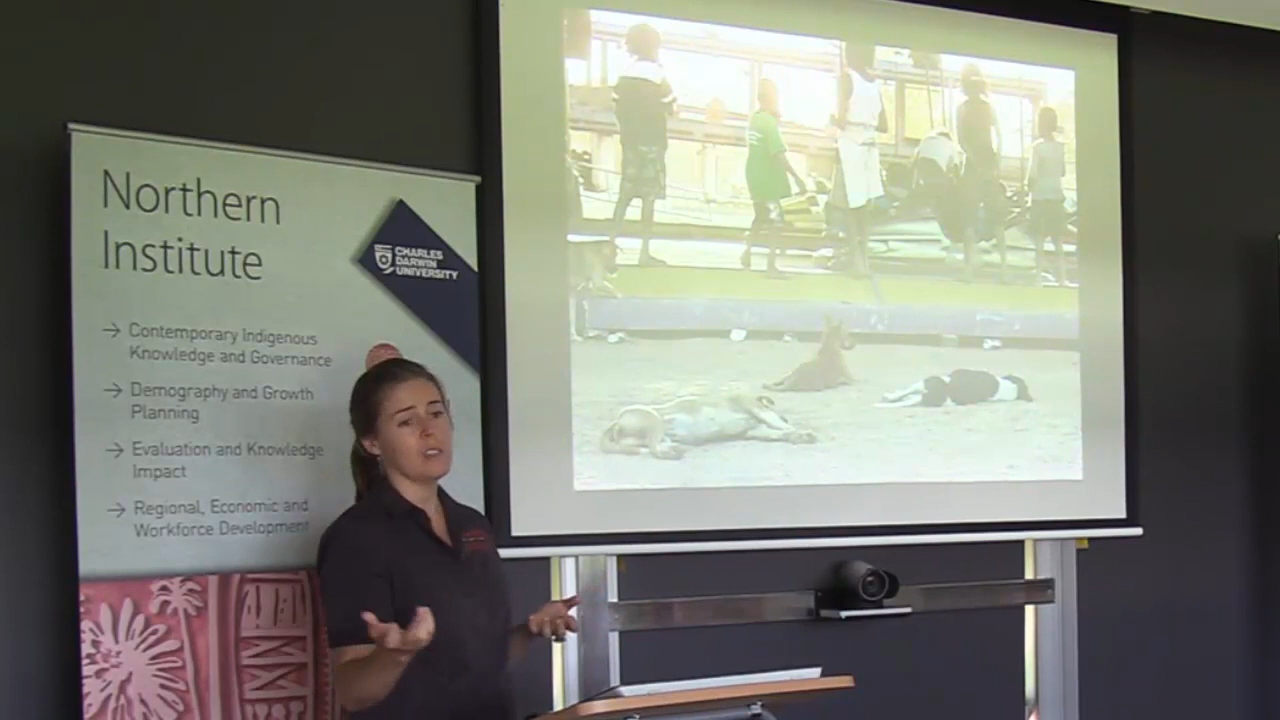 Northern
Institute
CHARLES
DARWIN
UNIVERSITY
→ Contemporary Indigenous
Knowledge and Governance
→ Demography and Growth
Planning
→ Evaluation and Knowledge
Impact
→ Regional, Economic and
Workforce Development